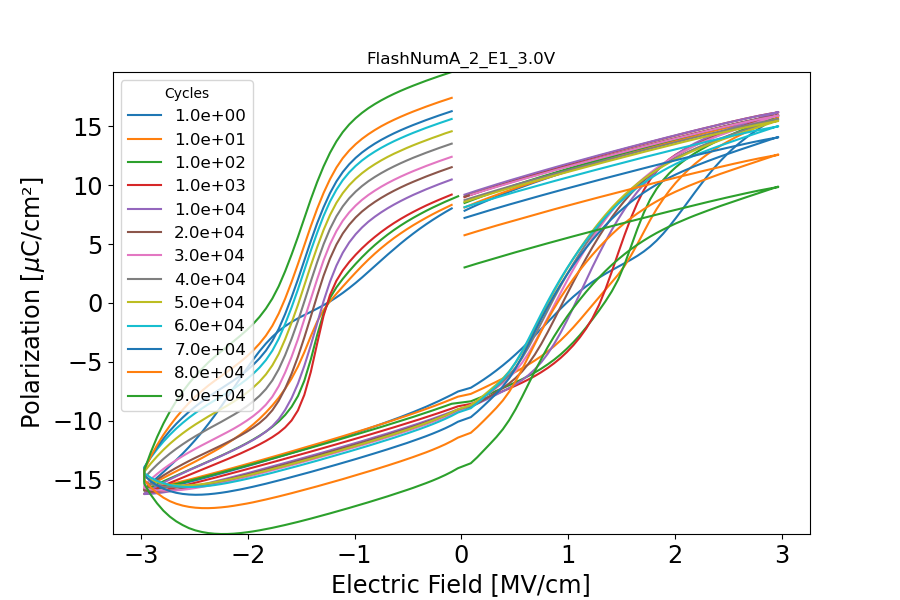 FlashNumA_2_E1_3.0V
Cycles
1.0e+00
1.0e+01
1.0e+02
1.0e+03
1.0e+04
2.0e+04
3.0e+04
4.0e+04
5.0e+04
6.0e+04
7.0e+04
8.0e+04
9.0e+04
Polarization [μC/cm²]
15
10
5
0
−5
−10
−15
−3 −2 −1 0 1 2 3
Electric Field [MV/cm]